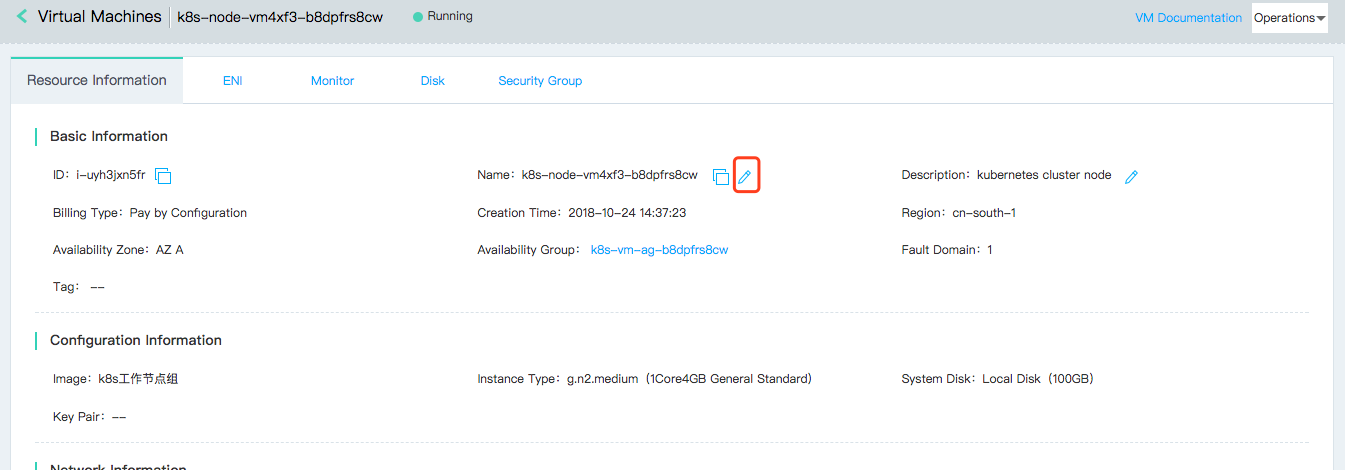 Virtual Machines k8s-node-vm4xf3-b8dpfrs8cw Running VM Documentation Operations
Resource Information ENI Monitor Disk Security Group
Basic Information
ID：i-uyh3jxn5fr Name：k8s-node-vm4xf3-b8dpfrs8cw Description：kubernetes cluster node
Billing Type：Pay by Configuration Creation Time：2018-10-24 14:37:23 Region：cn-south-1
Availability Zone：AZ A Availability Group：k8s-vm-ag-b8dpfrs8cw Fault Domain：1
Tag： --
Configuration Information
Image：k8s工作节点组 Instance Type：g.n2.medium（1Core4GB General Standard） System Disk：Local Disk（100GB）
Key Pair：--
Network Information